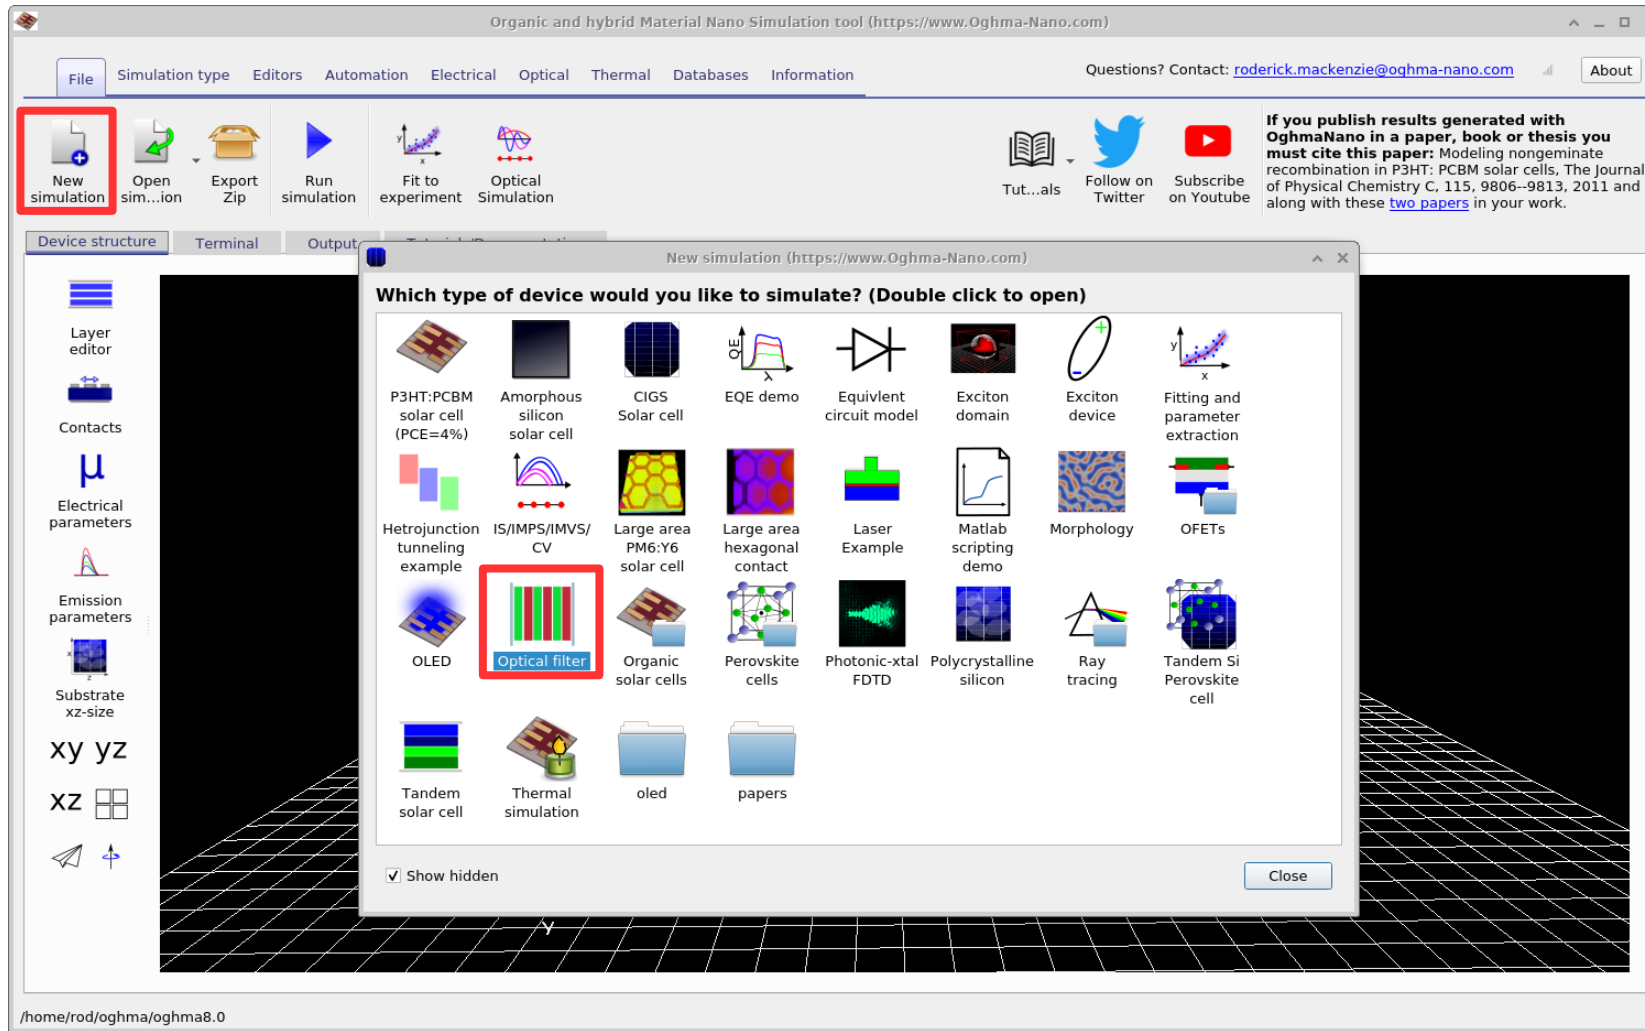 Organic and hybrid Material Nano Simulation tool (https://www.Oghma-Nano.com)
File
Simulation type
Editors
Automation
Electrical
Optical
Thermal
Databases
Information
Questions? Contact: roderick.mackenzie@oghma-nano.com
About
New
simulation
Open
sim...ion
Export
Zip
Run
simulation
Fit to
experiment
Optical
Simulation
Tut...als
Follow on
Twitter
Subscribe
on Youtube
If you publish results generated with
OghmaNano in a paper, book or thesis you
must cite this paper: Modeling nongeminate
recombination in P3HT: PCBM solar cells, The Journal
of Physical Chemistry C, 115, 9806--9813, 2011 and
along with these two papers in your work.
Device structure
Terminal
Output
Layer
editor
Contacts
μ
Electrical
parameters
Emission
parameters
Substrate
xz-size
xy yz
xz
New simulation (https://www.Oghma-Nano.com)
Which type of device would you like to simulate? (Double click to open)
P3HT:PCBM
solar cell
(PCE=4%)
Amorphous
silicon
solar cell
CIGS
Solar cell
QE
λ
EQE demo
Equivlent
circuit model
Exciton
domain
Exciton
device
y
x
Fitting and
parameter
extraction
Hetrojunction
tunneling
example
IS/IMPS/IMVS/
CV
Large area
PM6:Y6
solar cell
Large area
hexagonal
contact
Laser
Example
Matlab
scripting
demo
Morphology
OFETs
OLED
Optical filter
Organic
solar cells
Perovskite
cells
Photonic-xtal
FDTD
Polycrystalline
silicon
Ray
tracing
Tandem Si
Perovskite
cell
Tandem
solar cell
Thermal
simulation
oled
papers
Show hidden
Close
Y
/home/rod/oghma/oghma8.0